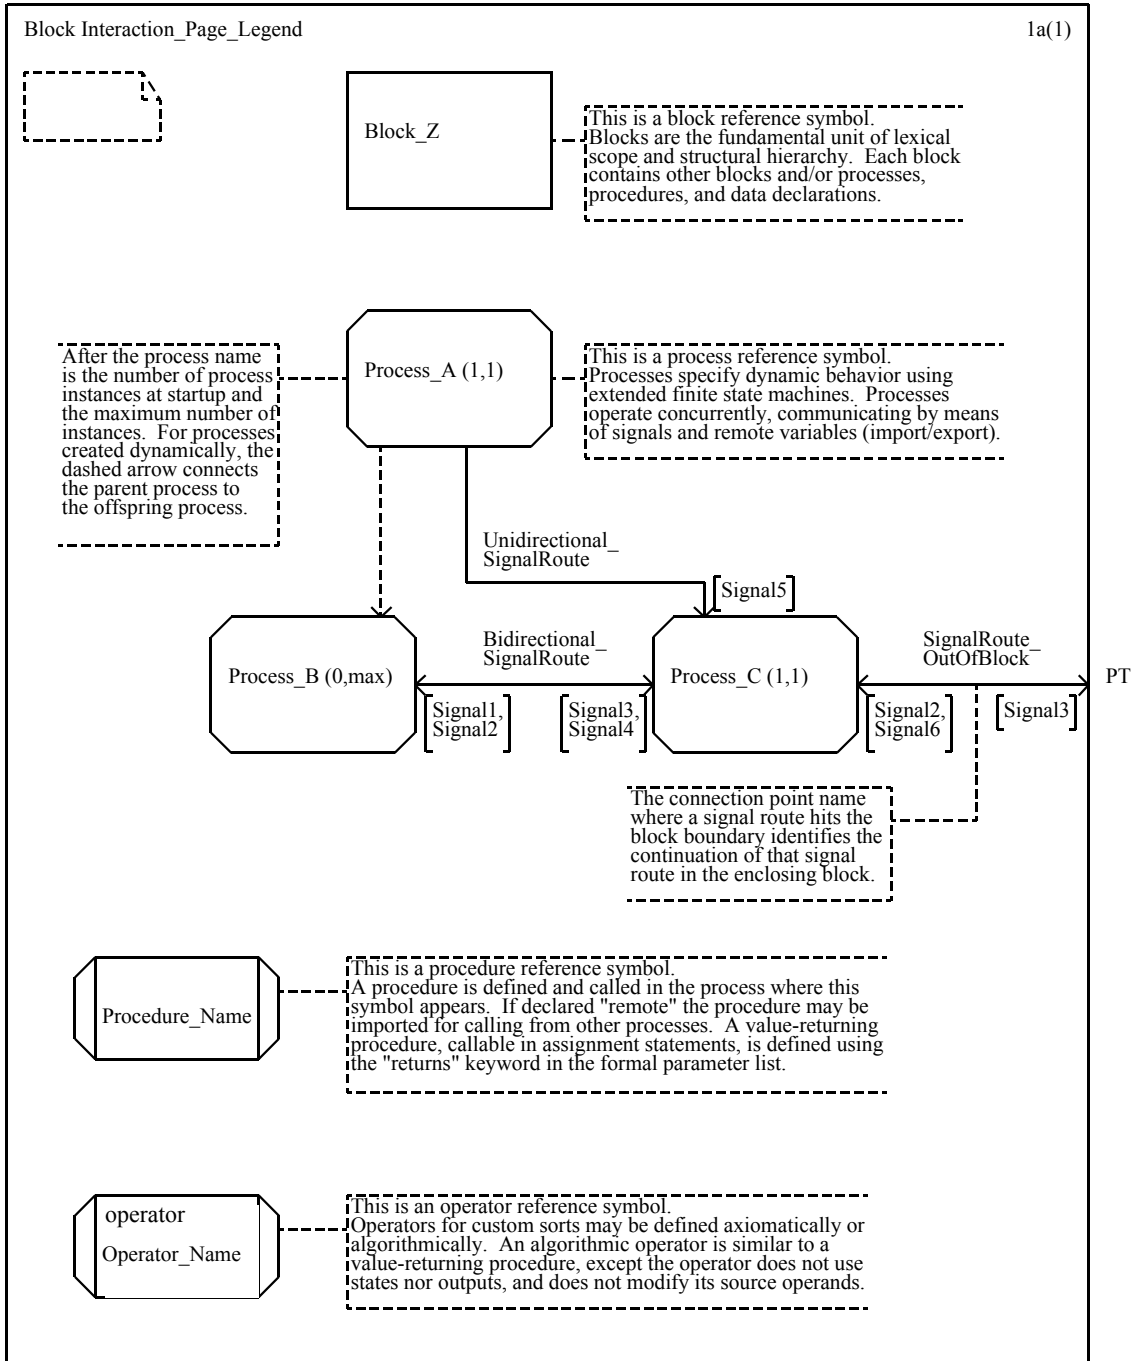 Block Interaction_Page_Legend
1a(1)
Block_Z
This is a block reference symbol.
Blocks are the fundamental unit of lexical
scope and structural hierarchy.  Each block
contains other blocks and/or processes,
procedures, and data declarations.
After the process name
is the number of process
instances at startup and
the maximum number of
instances.  For processes
created dynamically, the
dashed arrow connects
the parent process to
the offspring process.
Process_A (1,1)
This is a process reference symbol.
Processes specify dynamic behavior using
extended finite state machines. Processes
operate concurrently, communicating by means
of signals and remote variables (import/export).
Unidirectional_
SignalRoute
Signal5
Process_B (0,max)
Bidirectional_
SignalRoute
Process_C (1,1)
SignalRoute_
OutOfBlock
PT
Signal1,
Signal2
Signal3,
Signal4
Signal2,
Signal6
Signal3
The connection point name
where a signal route hits the
block boundary identifies the
continuation of that signal
route in the enclosing block.
Procedure_Name
This is a procedure reference symbol.
A procedure is defined and called in the process where this
symbol appears.  If declared "remote" the procedure may be
imported for calling from other processes.  A value-returning
procedure, callable in assignment statements, is defined using
the "returns" keyword in the formal parameter list.
operator
Operator_Name
This is an operator reference symbol.
Operators for custom sorts may be defined axiomatically or
algorithmically.  An algorithmic operator is similar to a
value-returning procedure, except the operator does not use
states nor outputs, and does not modify its source operands.